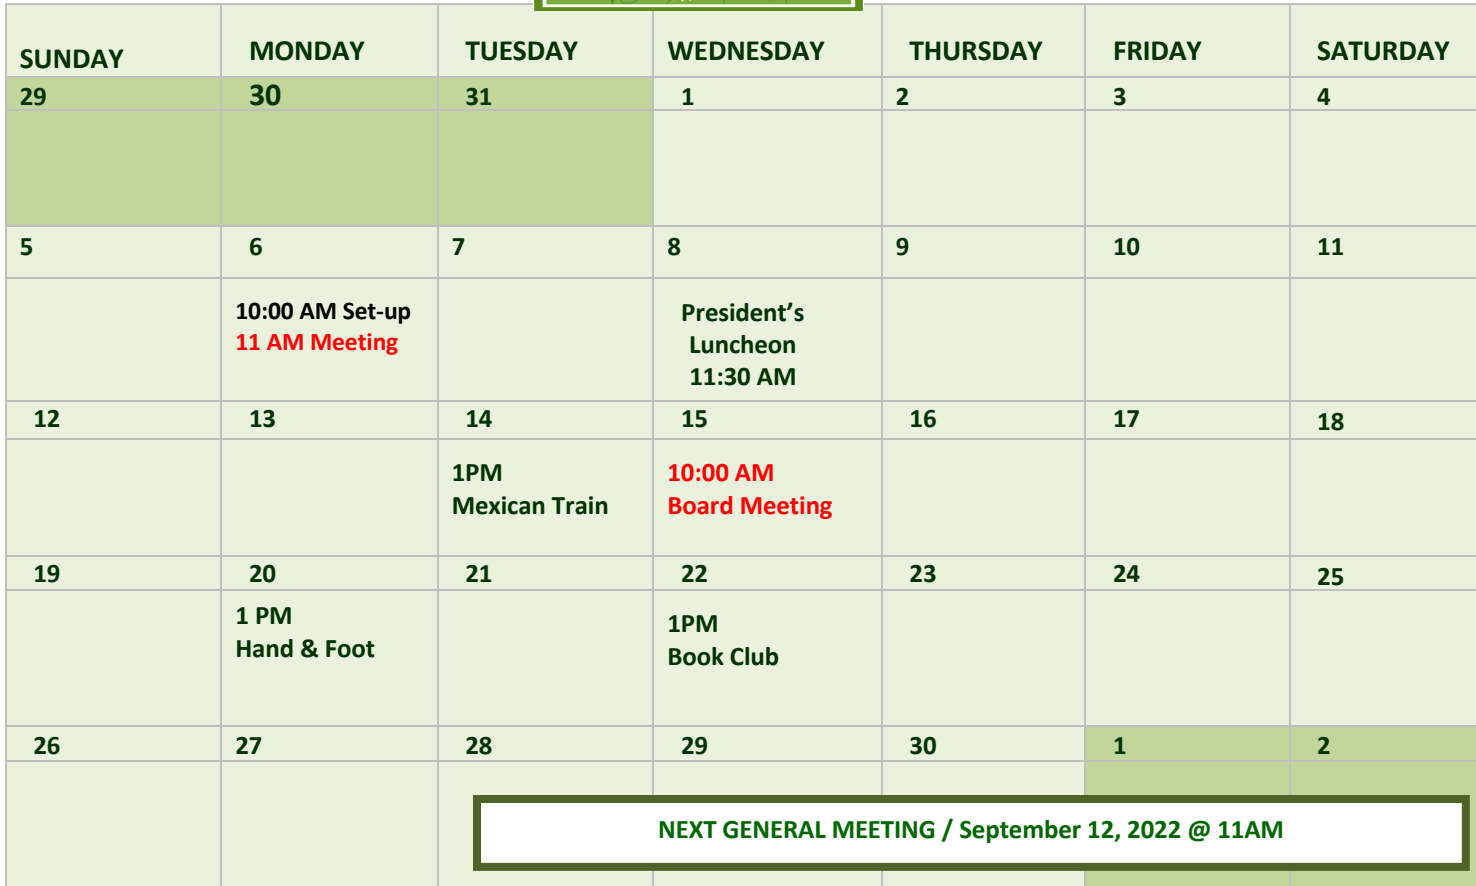 SUNDAY MONDAY TUESDAY WEDNESDAY THURSDAY FRIDAY SATURDAY
29 30 31 1 2 3 4
5 6 7 8 9 10 11
10:00 AM Set-up
11 AM Meeting
President’s
Luncheon
11:30 AM
12 13 14 15 16 17 18
1PM
Mexican Train
10:00 AM
Board Meeting
19 20 21 22 23 24 25
1 PM
Hand & Foot
1PM
Book Club
26 27 28 29 30 1 2
NEXT GENERAL MEETING / September 12, 2022 @ 11AM